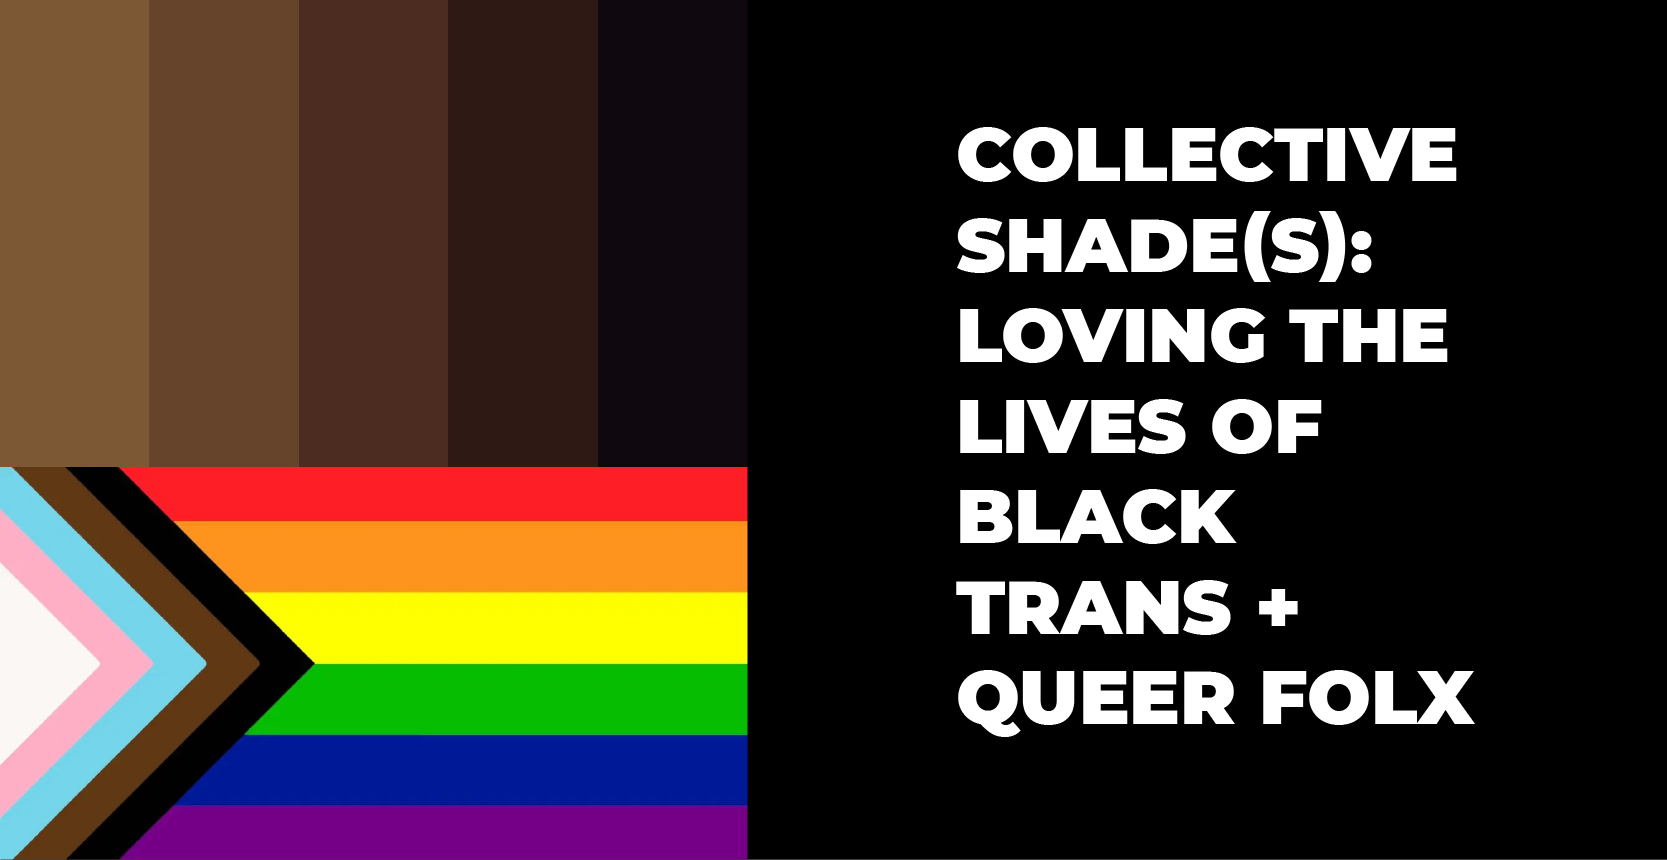 COLLECTIVE
SHADE(S):
LOVING THE
LIVES OF
BLACK
TRANS +
QUEER FOLX